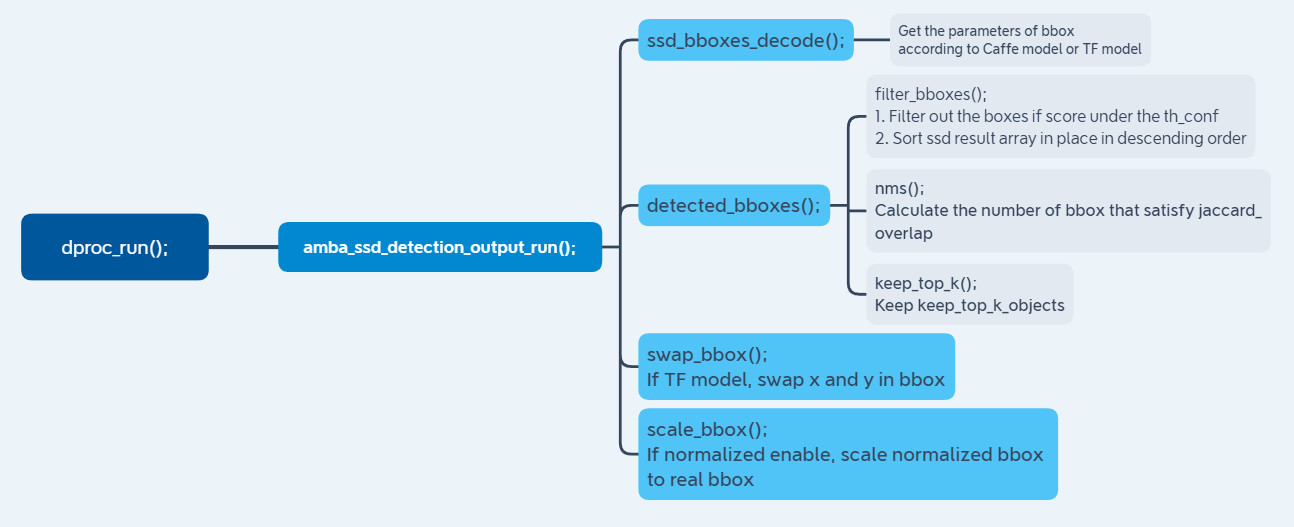 dproc_run();
amba_ssd_detection_output_run();
ssd_bboxes_decode();
Get the parameters of bbox
according to Caffe model or TF model
detected_bboxes();
filter_bboxes();
1. Filter out the boxes if score under the th_conf
2. Sort ssd result array in place in descending order
nms();
Calculate the number of bbox that satisfy jaccard_
overlap
keep_top_k();
Keep keep_top_k_objects
swap_bbox();
If TF model, swap x and y in bbox
scale_bbox();
If normalized enable, scale normalized bbox
to real bbox